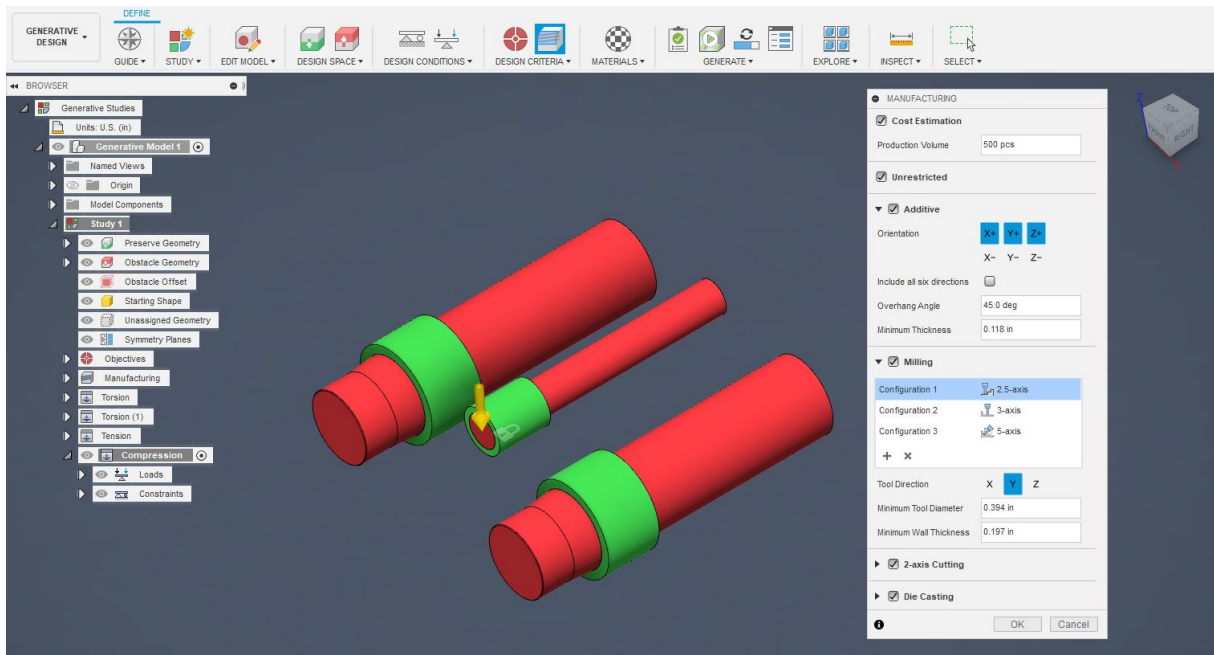 DEFINE
GENERATIVE DESIGN
GUIDE
STUDY
EDIT MODEL
DESIGN SPACE
DESIGN CONDITIONS
DESIGN CRITERIA
MATERIALS
GENERATE
EXPLORE
INSPECT
SELECT
BROWSER
Generative Studies
Units: U.S. (in)
Generative Model 1
Named Views
Origin
Model Components
Study 1
Preserve Geometry
Obstacle Geometry
Obstacle Offset
Starting Shape
Unassigned Geometry
Symmetry Planes
Objectives
Manufacturing
Torsion
Torsion (1)
Tension
Compression
Loads
Constraints
MANUFACTURING
Cost Estimation
Production Volume 500 pcs
Unrestricted
Additive
Orientation X+ Y+ Z+
X- Y- Z-
Include all six directions
Overhang Angle 45.0 deg
Minimum Thickness 0.118 in
Milling
Configuration 1 2.5-axis
Configuration 2 3-axis
Configuration 3 5-axis
Tool Direction X Y Z
Minimum Tool Diameter 0.394 in
Minimum Wall Thickness 0.197 in
2-axis Cutting
Die Casting
OK Cancel
Z
TOP
RIGHT